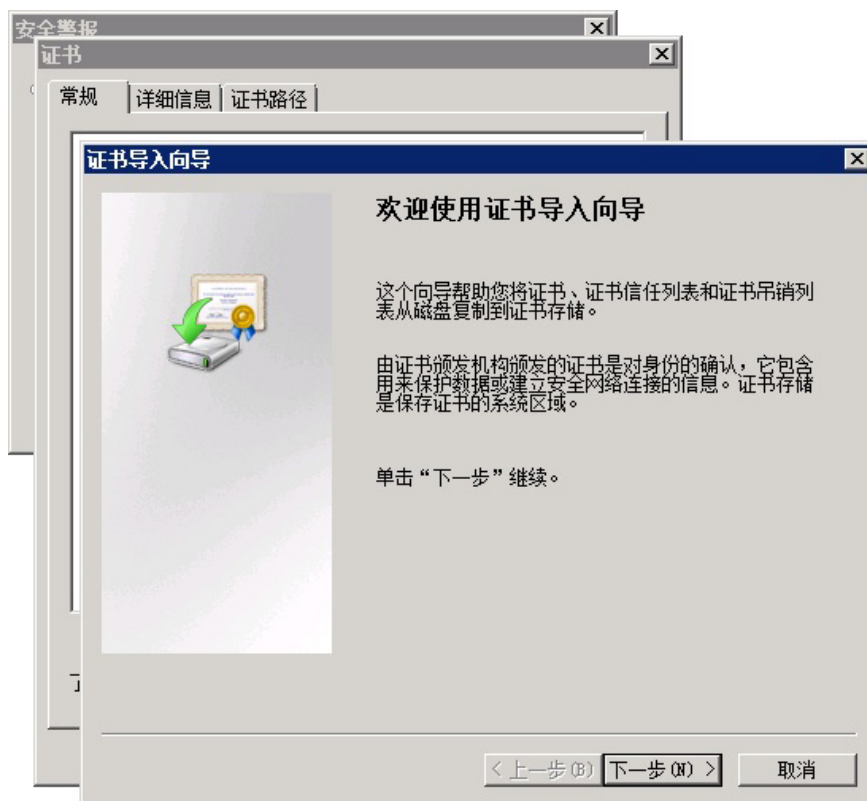 安全警报
证书
常规 详细信息 证书路径
证书导入向导
欢迎使用证书导入向导
这个向导帮助您将证书、证书信任列表和证书吊销列
表从磁盘复制到证书存储。
由证书颁发机构颁发的证书是对身份的确认，它包含
用来保护数据或建立安全网络连接的信息。证书存储
是保存证书的系统区域。
单击“下一步”继续。
< 上一步(B) 下一步(N) > 取消